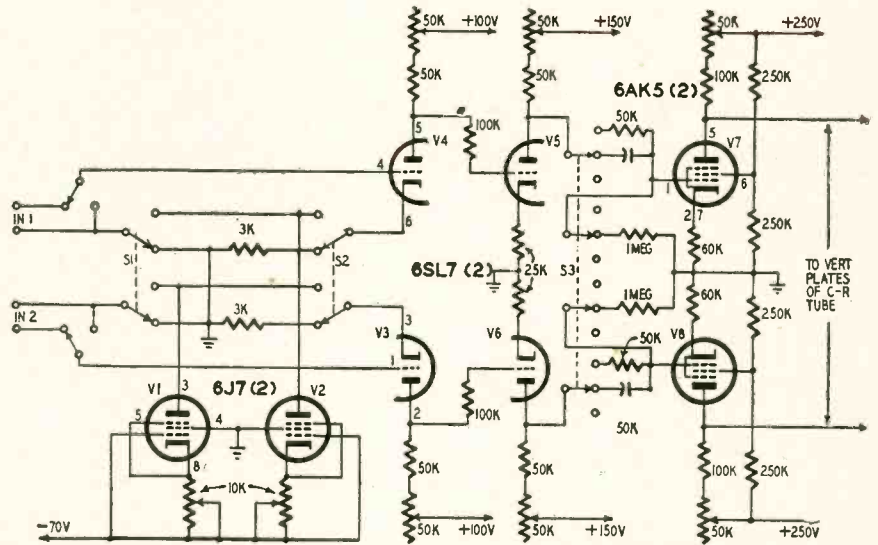 50K
+100V
50K
+150V
50K
+250V
50K
50K
6AK5 (2)
100K
250K
50K
5
100K
V4
V5
5
V7
4
1
6
IN 1
6
2
7
3K
S1
S2
25K
1MEG
60K
250K
6SL7 (2)
S3
TO VERT
PLATES
OF C-R
TUBE
3K
1MEG
60K
IN 2
3
V3
V6
50K
V8
250K
1
V1
3
6J7 (2)
V2
5
4
2
100K
50K
8
50K
50K
100K
250K
10K
-70V
50K
+100V
50K
+150V
50K
+250V